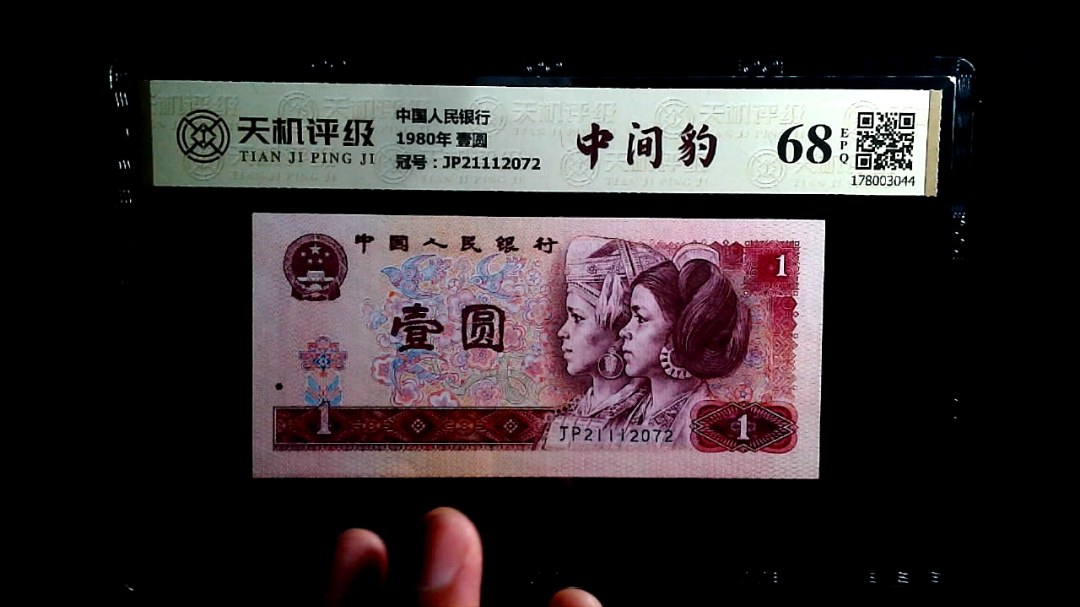 天机评级
TIAN JI PING JI
中国人民银行
1980年 壹圆
冠号：JP21112072
中间豹
68
EPQ
178003044
中国人民银行
1
壹圆
1
JP21112072
1